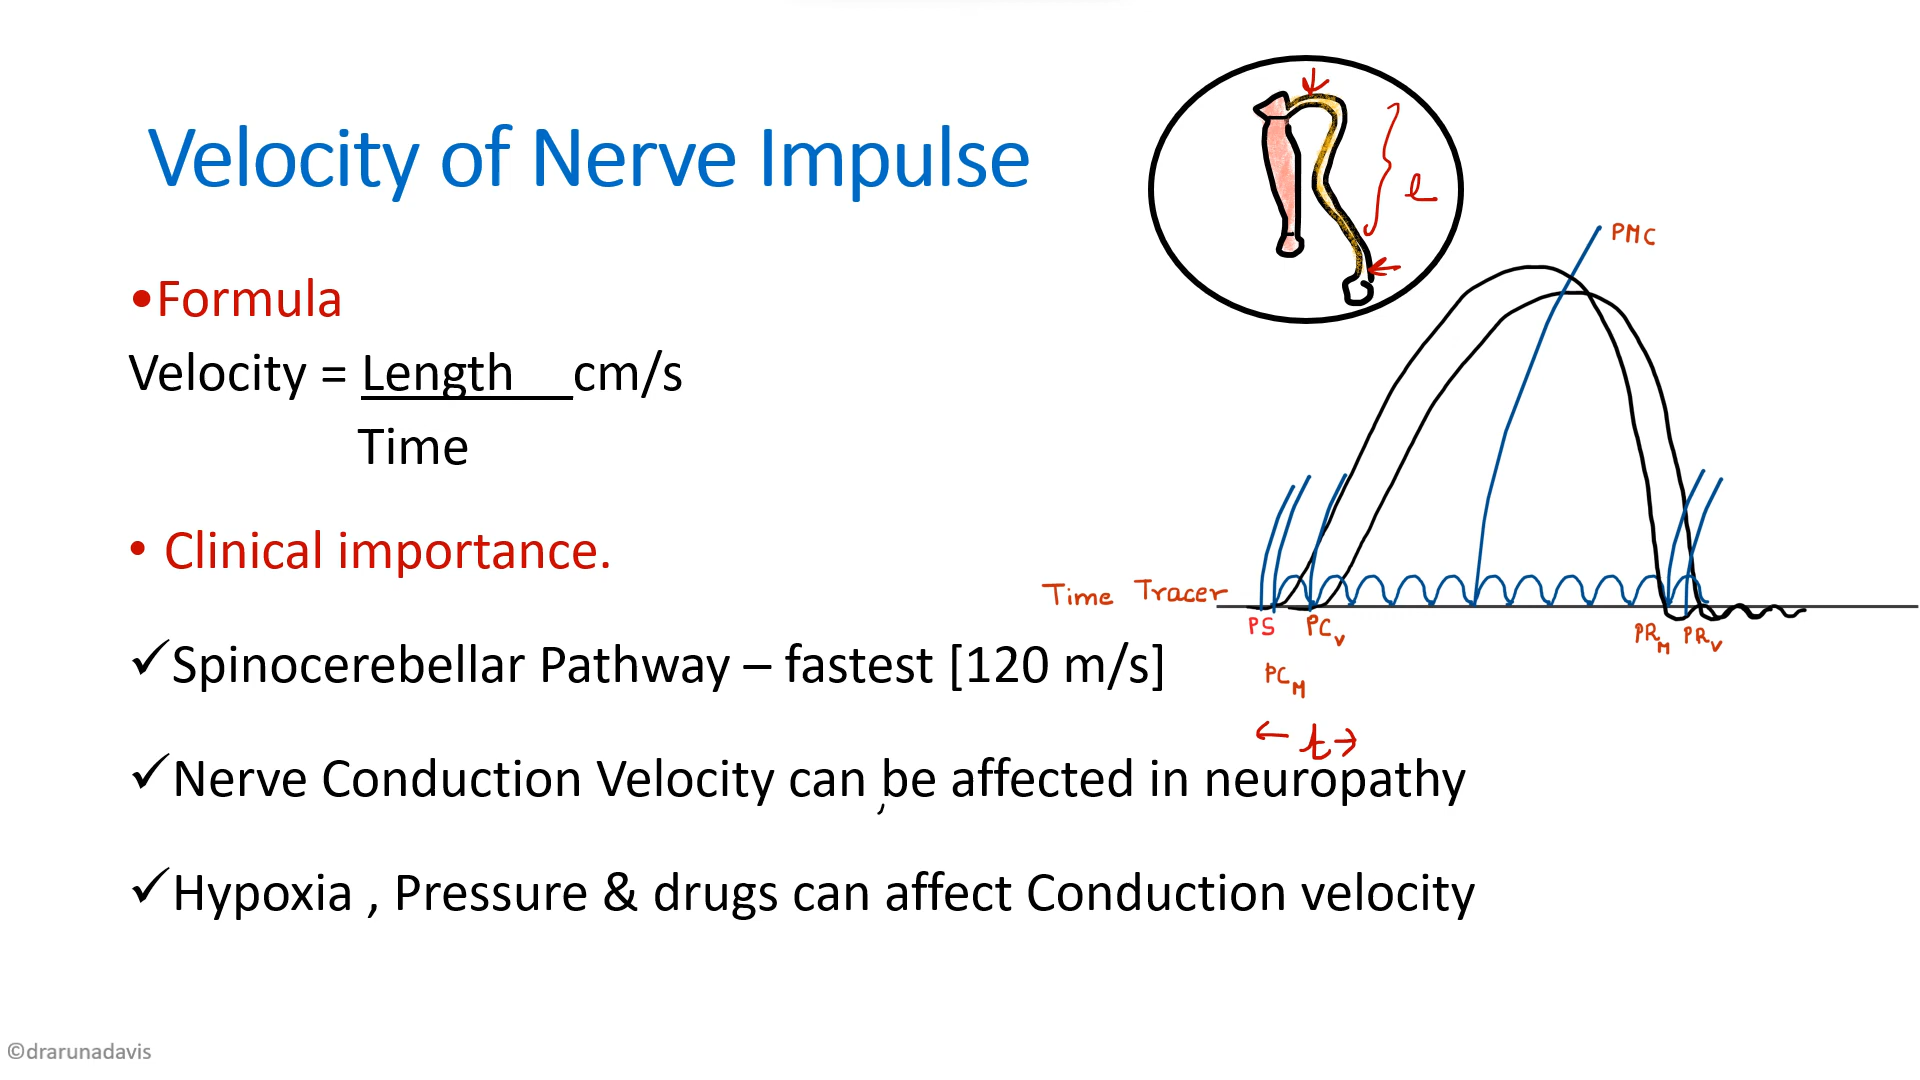 Velocity of Nerve Impulse
•Formula
Velocity = Length cm/s
Time
• Clinical importance.
✓Spinocerebellar Pathway – fastest [120 m/s]
✓Nerve Conduction Velocity can ,be affected in neuropathy
✓Hypoxia , Pressure & drugs can affect Conduction velocity
l
PMC
Time Tracer
PS PCV PRM PRV
PCM
← t →
©drarunadavis